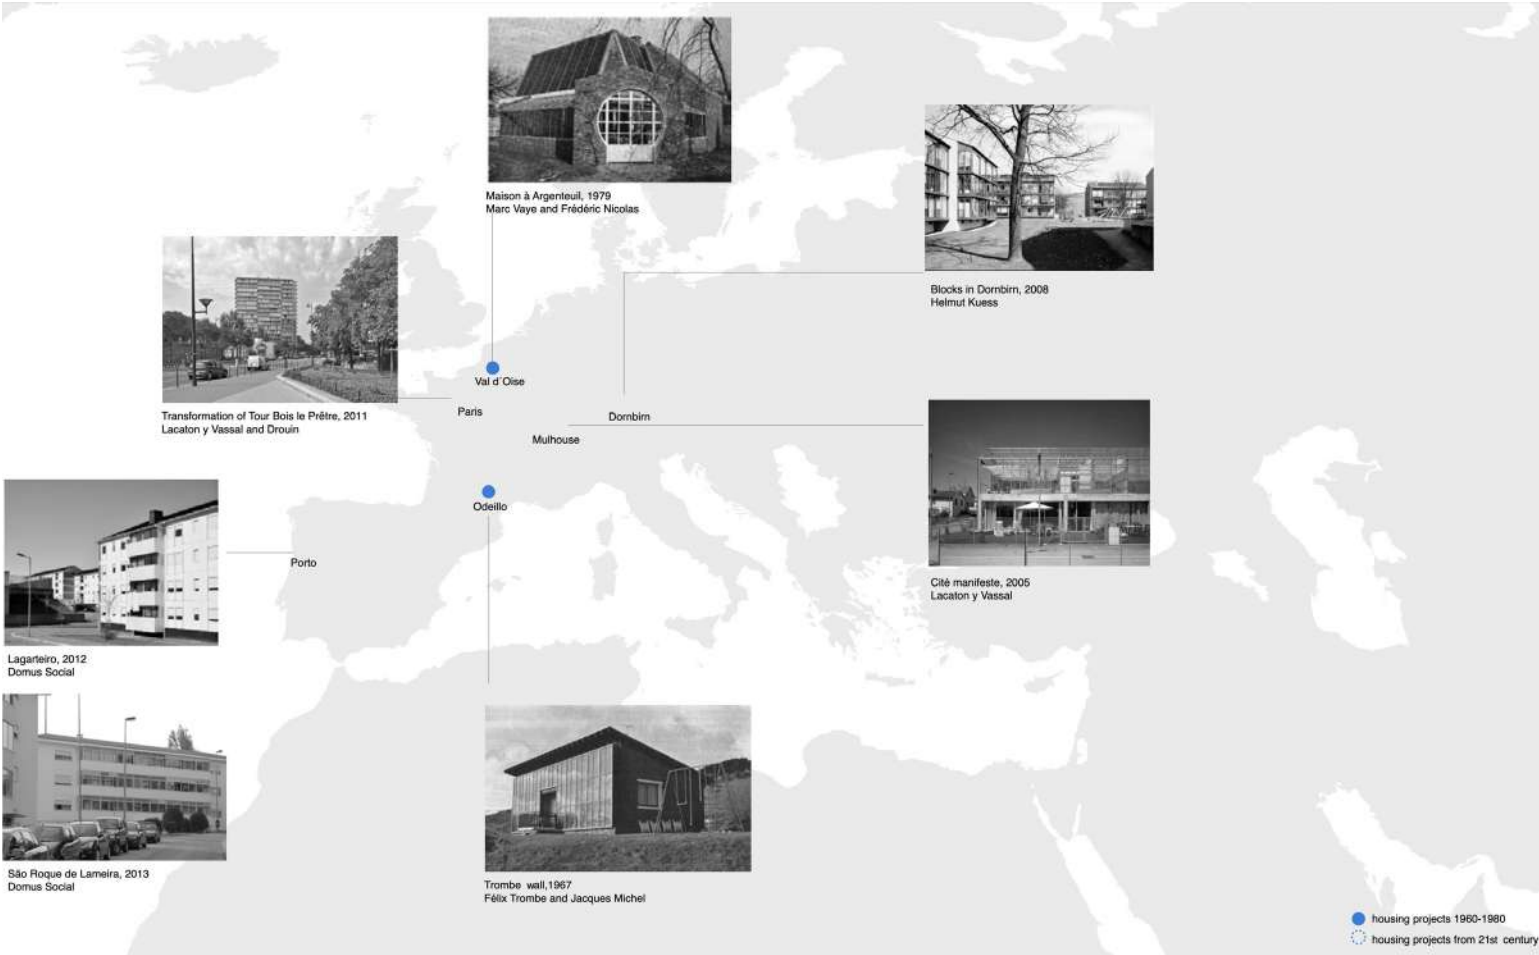 Maison à Argenteuil, 1979
Marc Vaye and Frédéric Nicolas
Blocks in Dornbirn, 2008
Helmut Kuess
Val d´Oise
Transformation of Tour Bois le Prêtre, 2011
Lacaton y Vassal and Drouin
Paris
Dornbirn
Mulhouse
Odeillo
Porto
Cité manifeste, 2005
Lacaton y Vassal
Lagarteiro, 2012
Domus Social
São Roque de Lameira, 2013
Domus Social
Trombe wall,1967
Félix Trombe and Jacques Michel
housing projects 1960-1980
housing projects from 21st century